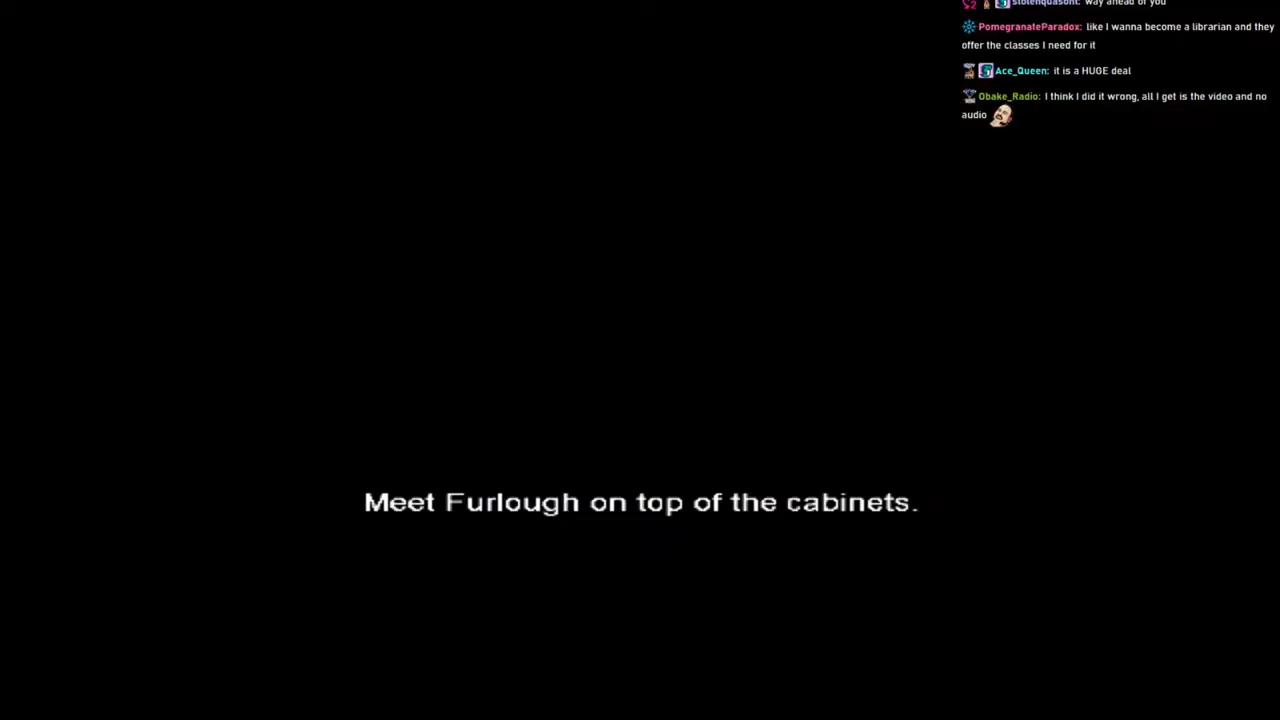 stolenquasont: way ahead of you
PomegranateParadox: like I wanna become a librarian and they
offer the classes I need for it
Ace_Queen: it is a HUGE deal
Obake_Radio: I think I did it wrong, all I get is the video and no
audio
Meet Furlough on top of the cabinets.